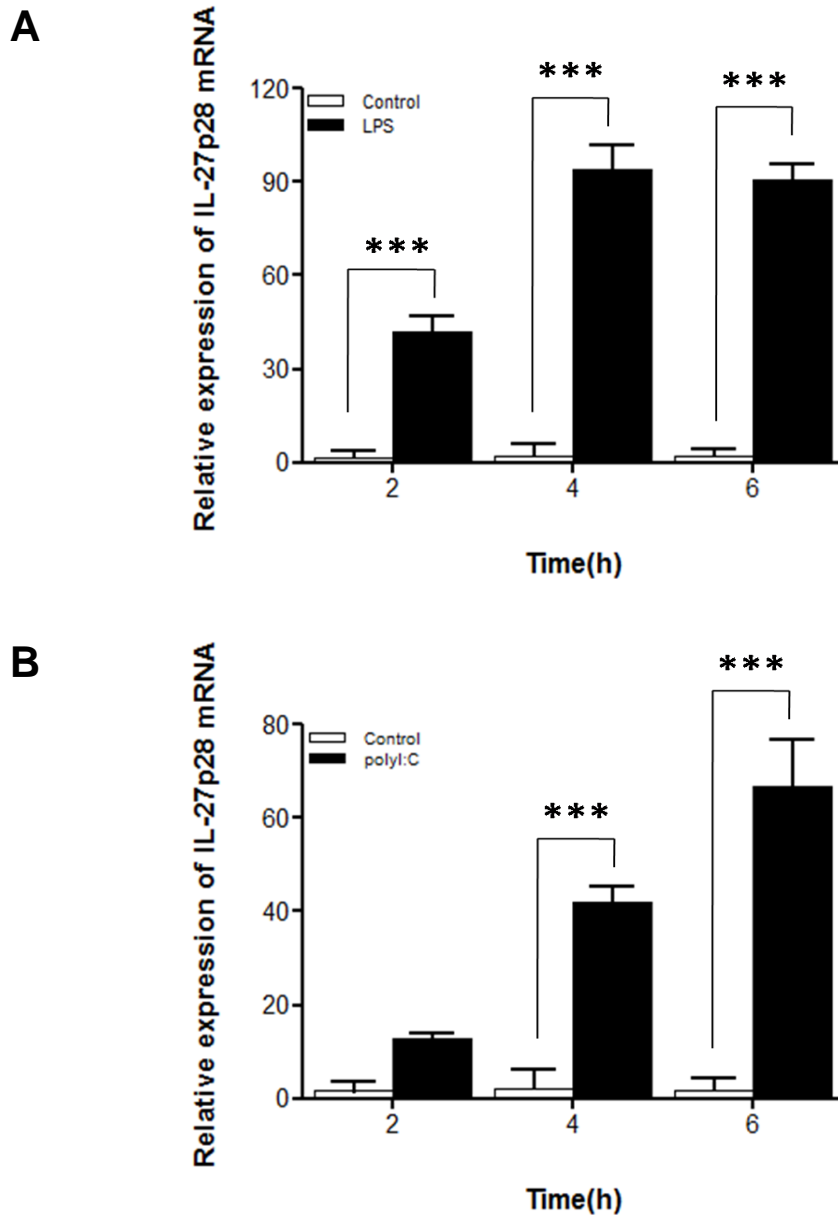 A
Relative expression of IL-27p28 mRNA
120
90
60
30
0
Control
LPS
***
***
***
2
4
6
Time(h)
B
Relative expression of IL-27p28 mRNA
80
60
40
20
0
Control
polyI:C
***
***
2
4
6
Time(h)